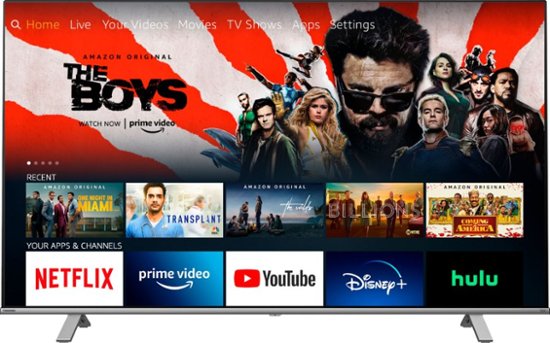 Home Live Your Videos Movies TV Shows Apps Settings
AMAZON ORIGINAL
THE
BOYS
WATCH NOW | prime video
RECENT
AMAZON ORIGINAL
ONE NIGHT IN
MIAMI
TRANSPLANT
AMAZON ORIGINAL
the wilds
BILLIONS
SHOWTIME
AMAZON ORIGINAL
COMING
AMERICA
YOUR APPS & CHANNELS
NETFLIX
prime video
YouTube
Disney+
hulu